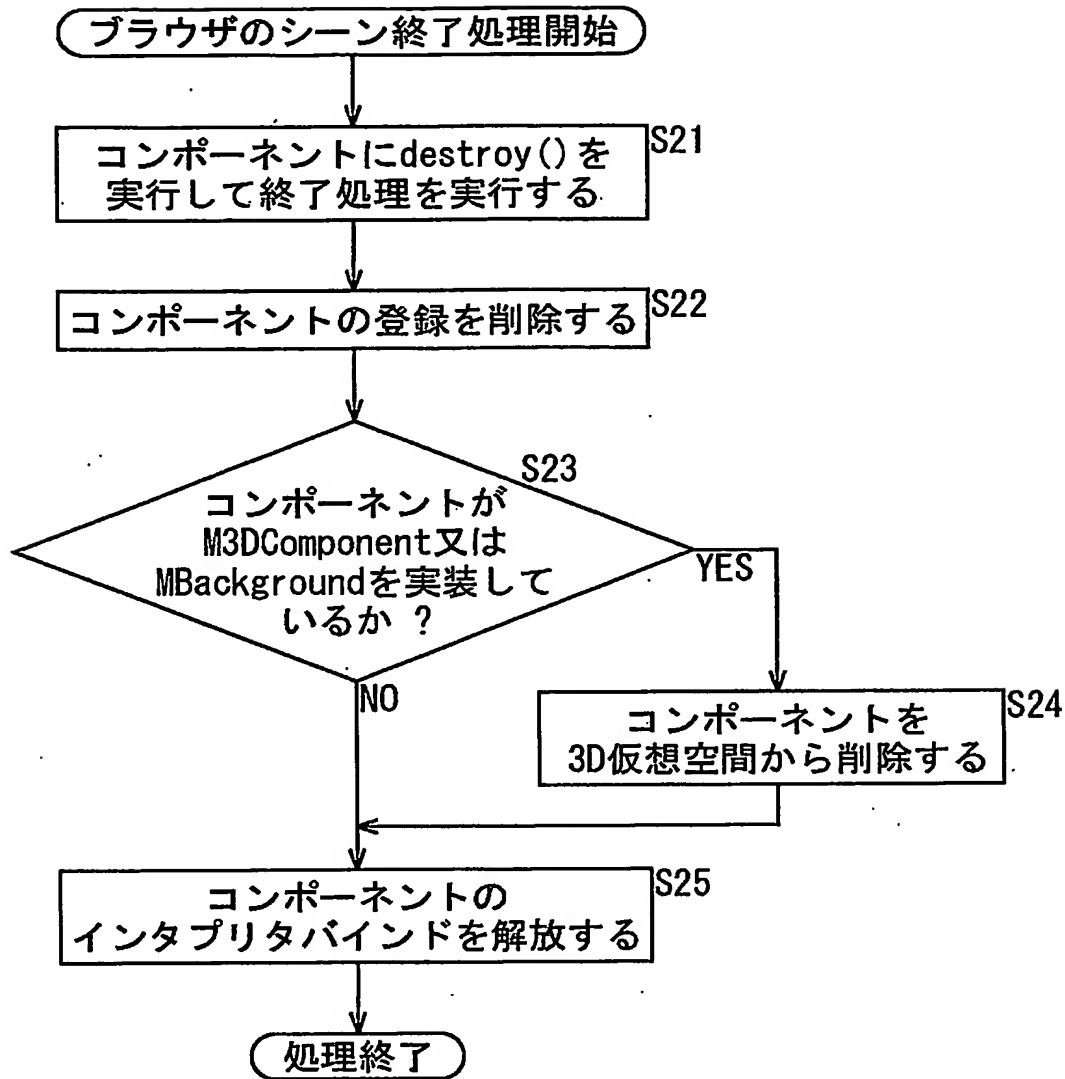 ブラウザのシーン終了処理開始
S21
コンポーネントにdestroy()を
実行して終了処理を実行する
S22
コンポーネントの登録を削除する
S23
コンポーネントが
M3DComponent又は
MBackgroundを実装して
いるか ?
YES
NO
S24
コンポーネントを
3D仮想空間から削除する
S25
コンポーネントの
インタプリタバインドを解放する
処理終了